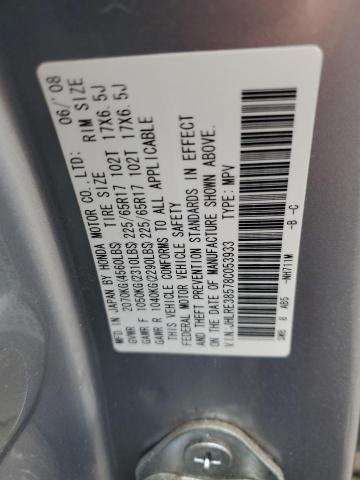 MFD. IN JAPAN BY HONDA MOTOR CO., LTD: 06/'08
TIRE SIZE RIM SIZE
GVWR 2070KG(4560LBS)
GAWR F 1050KG(2310LBS) 225/65R17 102T 17X6.5J
GAWR R 1040KG(2290LBS) 225/65R17 102T 17X6.5J
THIS VEHICLE CONFORMS TO ALL APPLICABLE
FEDERAL MOTOR VEHICLE SAFETY
AND THEFT PREVENTION STANDARDS IN EFFECT
ON THE DATE OF MANUFACTURE SHOWN ABOVE.
V.I.N:JHLRE38578C053933 TYPE: MPV
SWB 8 AB5 -NH711M -B -C